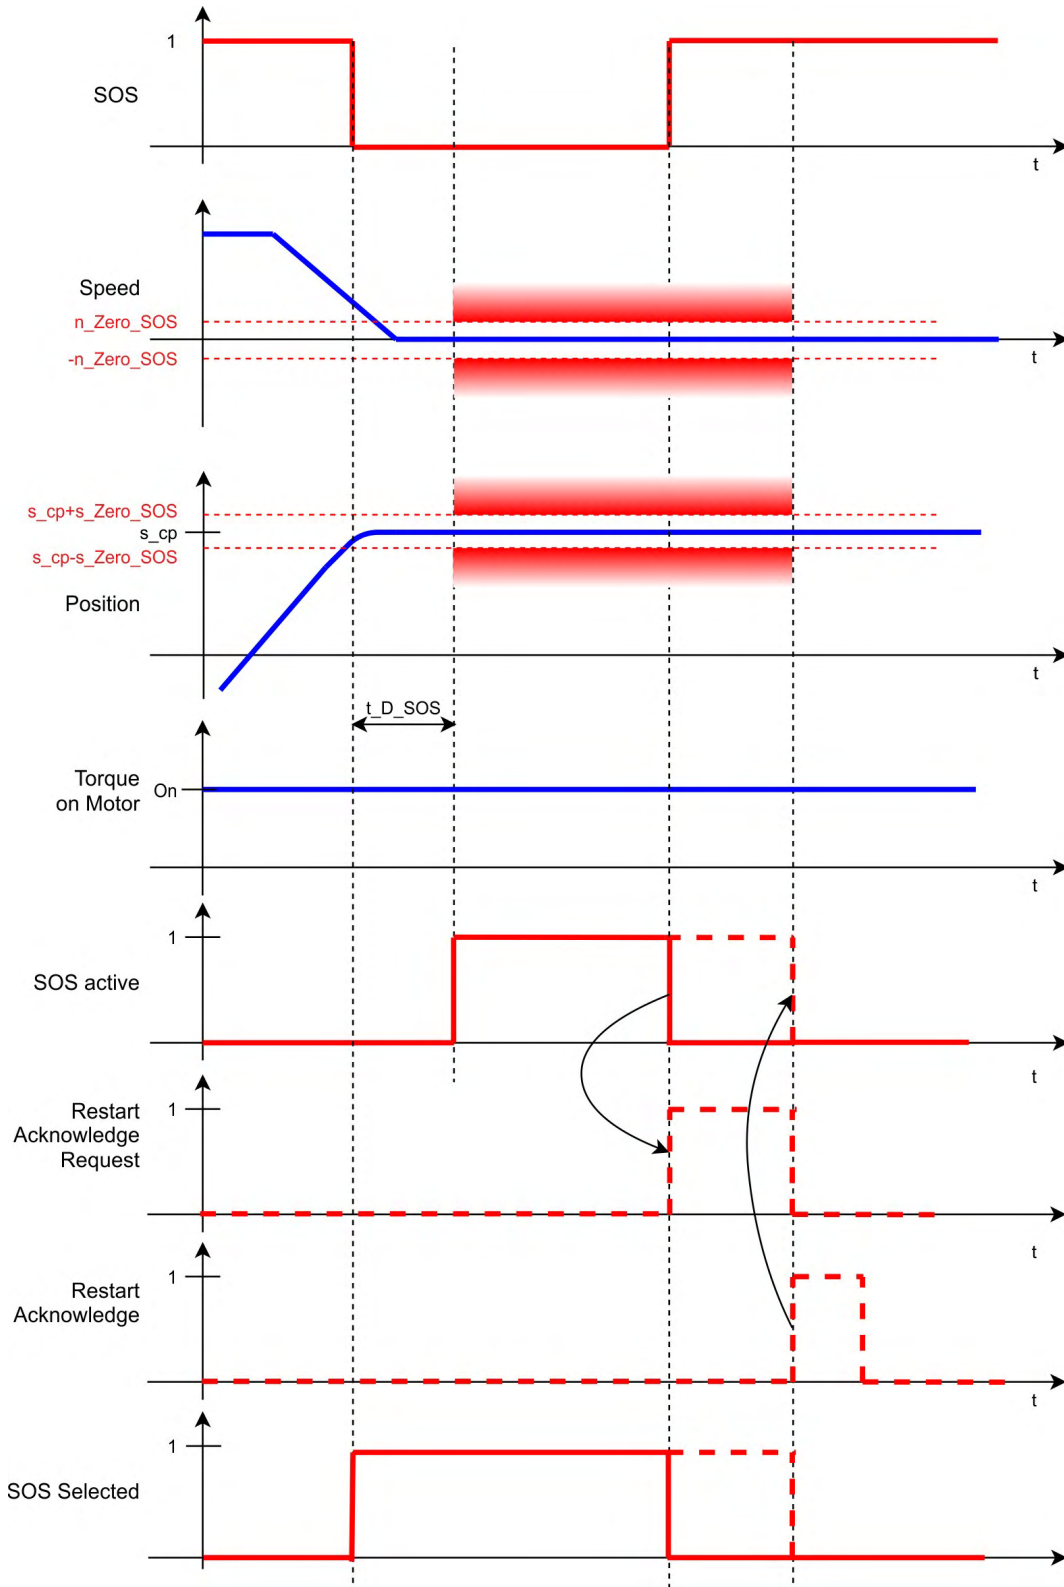 1
SOS
t
Speed
n_Zero_SOS
-n_Zero_SOS
t
s_cp+s_Zero_SOS
s_cp
s_cp-s_Zero_SOS
Position
t
t_D_SOS
Torque
on Motor
On
t
1
SOS active
t
Restart
Acknowledge
Request
1
t
1
Restart
Acknowledge
t
1
SOS Selected